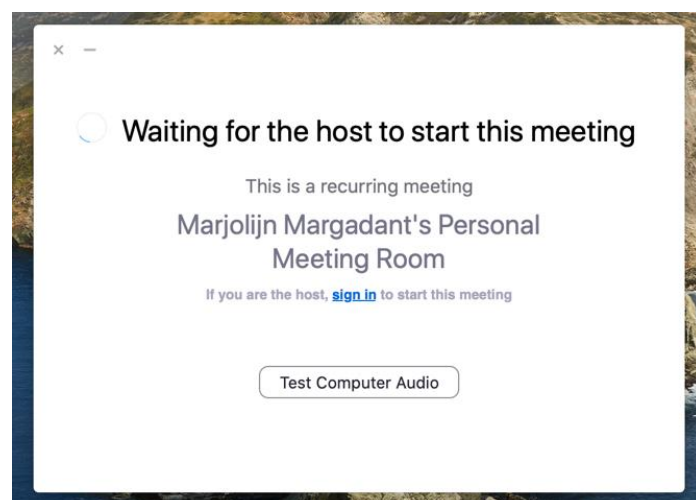 Waiting for the host to start this meeting
This is a recurring meeting
Marjolijn Margadant's Personal
Meeting Room
If you are the host, sign in to start this meeting
Test Computer Audio